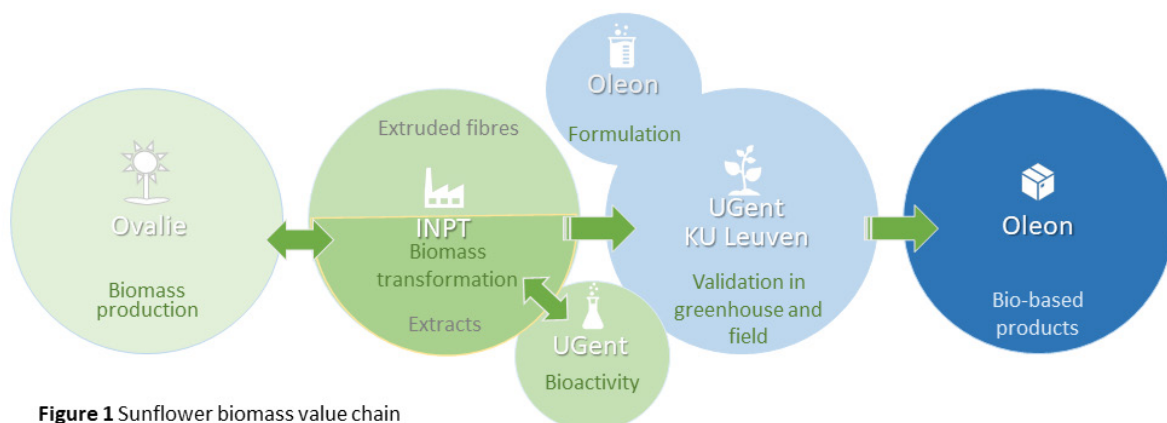 Ovalie
Biomass
production
Extruded fibres
INPT
Biomass
transformation
Extracts
UGent
Bioactivity
Oleon
Formulation
UGent
KU Leuven
Validation in
greenhouse and
field
Oleon
Bio-based
products
Figure 1 Sunflower biomass value chain